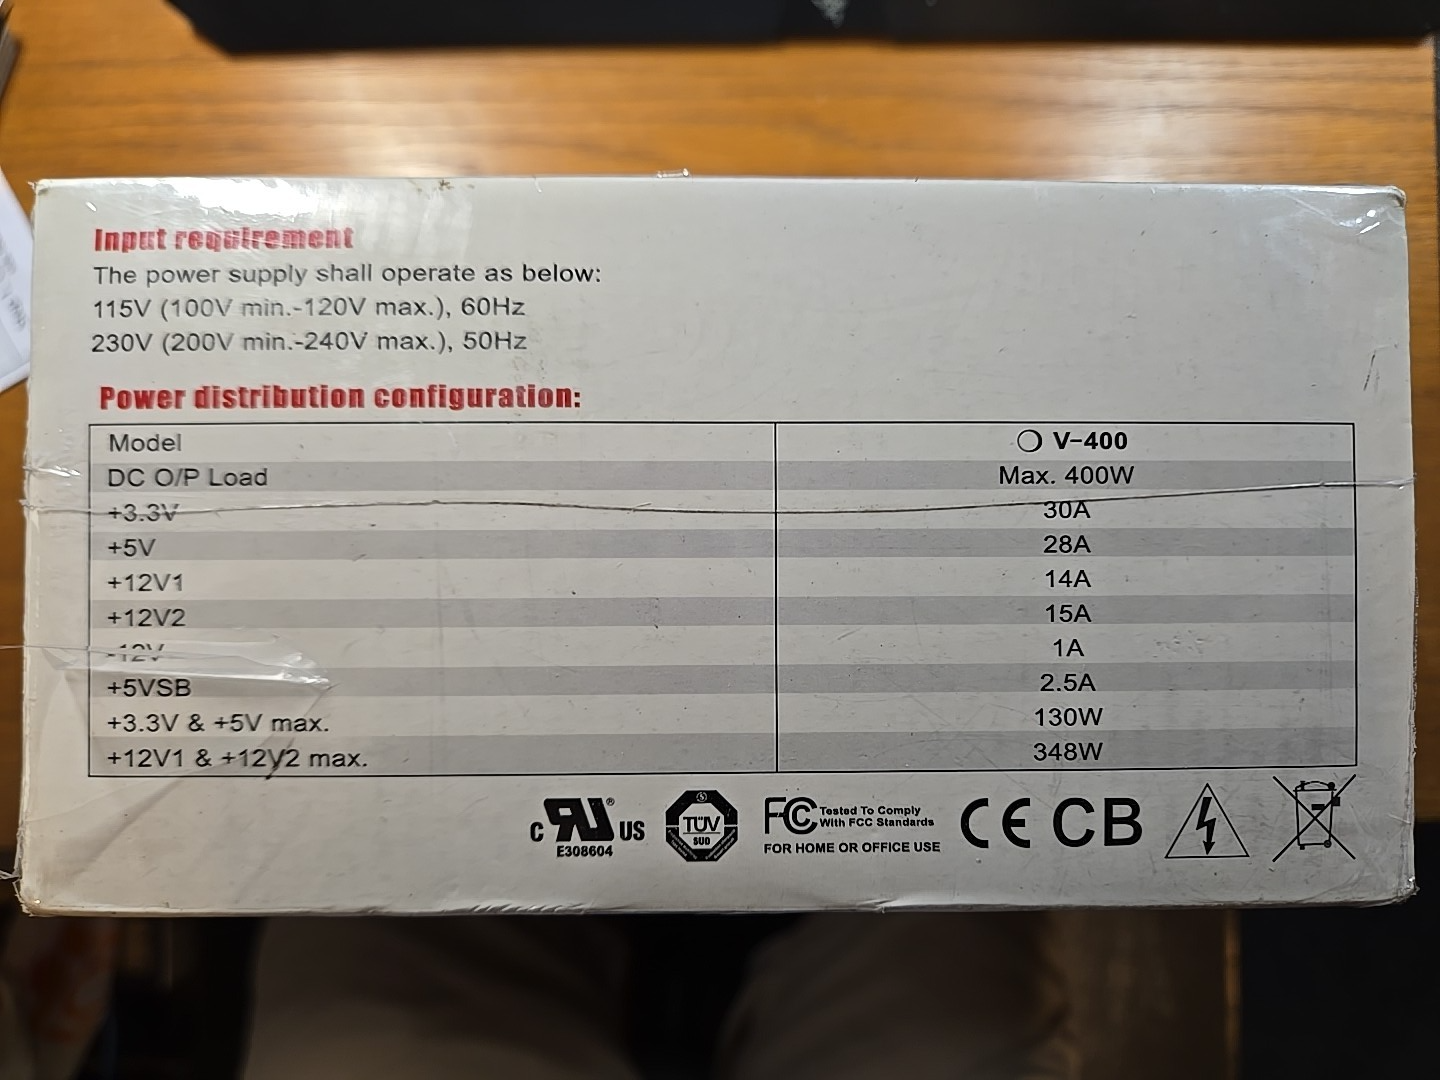 Input requirement
The power supply shall operate as below:
115V (100V min.-120V max.), 60Hz
230V (200V min.-240V max.), 50Hz
Power distribution configuration:
Model V-400
DC O/P Load Max. 400W
+3.3V 30A
+5V 28A
+12V1 14A
+12V2 15A
-12V 1A
+5VSB 2.5A
+3.3V & +5V max. 130W
+12V1 & +12V2 max. 348W
C RU ® US
E308604
TÜV
SUD
FC Tested To Comply
With FCC Standards
FOR HOME OR OFFICE USE
CE CB